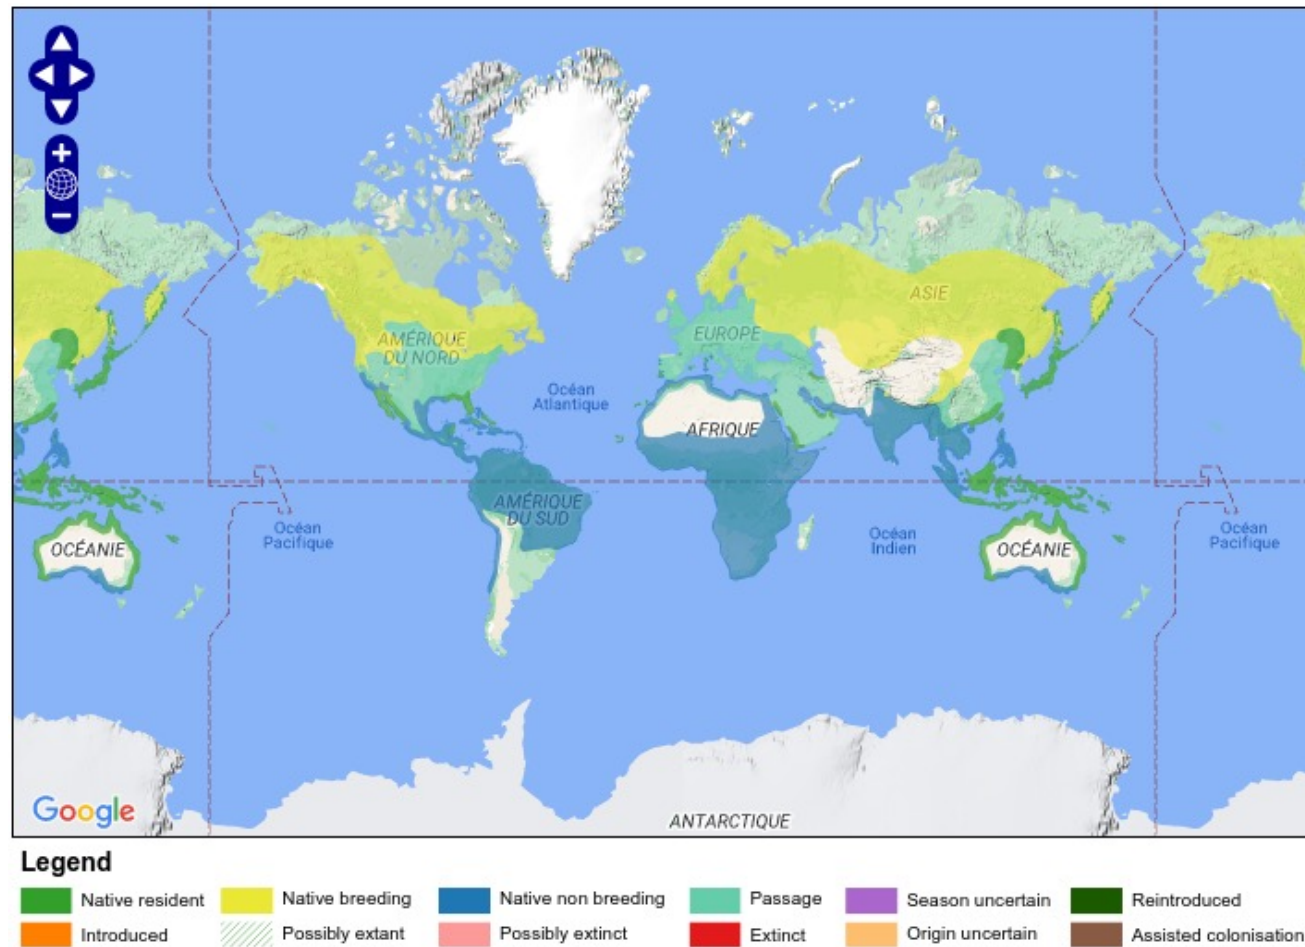 +
−
ASIE
AMÉRIQUE
DU NORD
EUROPE
Océan
Atlantique
AFRIQUE
AMÉRIQUE
DU SUD
Océan
Pacifique
Océan
Indien
Océan
Pacifique
OCÉANIE
OCÉANIE
Google
ANTARCTIQUE
Legend
Native resident Native breeding Native non breeding Passage Season uncertain Reintroduced
Introduced Possibly extant Possibly extinct Extinct Origin uncertain Assisted colonisation